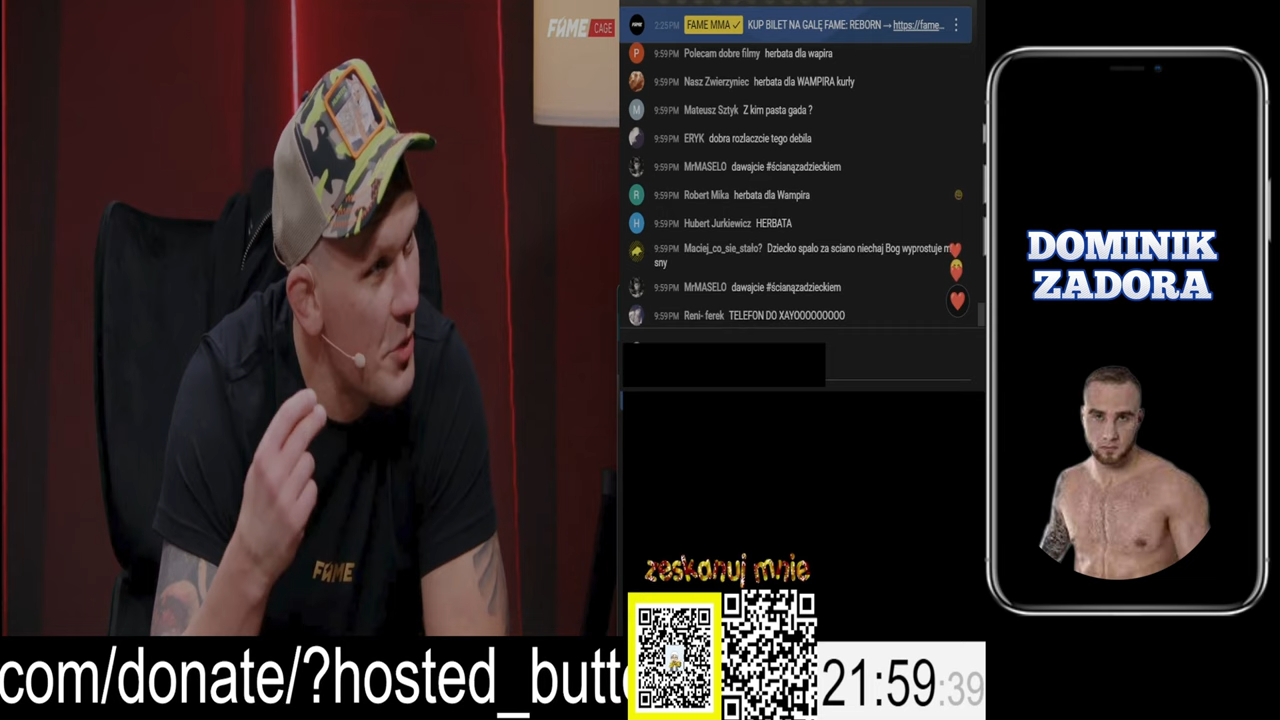 FAME CAGE
2:25PM FAME MMA ✓ KUP BILET NA GALĘ FAME: REBORN → https://fame...
P 9:59PM Polecam dobre filmy herbata dla wapira
9:59PM Nasz Zwierzyniec herbata dla WAMPIRA kurły
M 9:59PM Mateusz Sztyk Z kim pasta gada ?
9:59PM ERYK dobra rozłaczcie tego debila
9:59PM MrMASELO dawajcie #ścianązadzieckiem
R 9:59PM Robert Mika herbata dla Wampira
H 9:59PM Hubert Jurkiewicz HERBATA
9:59PM Maciej_co_sie_stało? Dziecko spało za sciano niechaj Bog wyprostuje m
sny
9:59PM MrMASELO dawajcie #ścianązadzieckiem
9:59PM Reni- ferek TELEFON DO XAYOOOOOOOOO
DOMINIK
ZADORA
FAME
zeskanuj mnie
com/donate/?hosted_butt
21:59:39